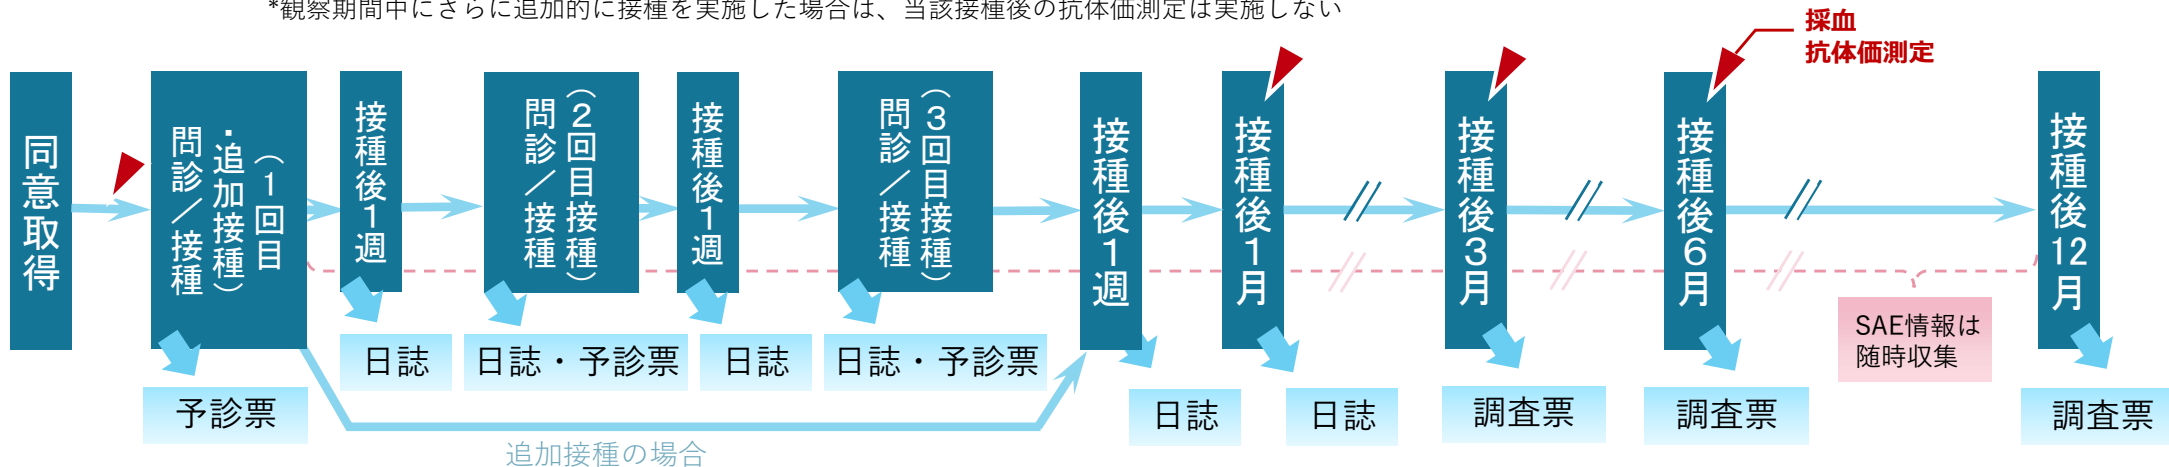 *観察期間中にさらに追加的に接種を実施した場合は、当該接種後の抗体価測定は実施しない
採血
抗体価測定
同意取得
(1回目
・追加接種)
問診/接種
接種後1週
(2回目接種)
問診/接種
接種後1週
(3回目接種)
問診/接種
接種後1週
接種後1月
接種後3月
接種後6月
接種後12月
予診票
日誌
日誌・予診票
日誌
日誌・予診票
日誌
日誌
調査票
調査票
SAE情報は
随時収集
調査票
追加接種の場合